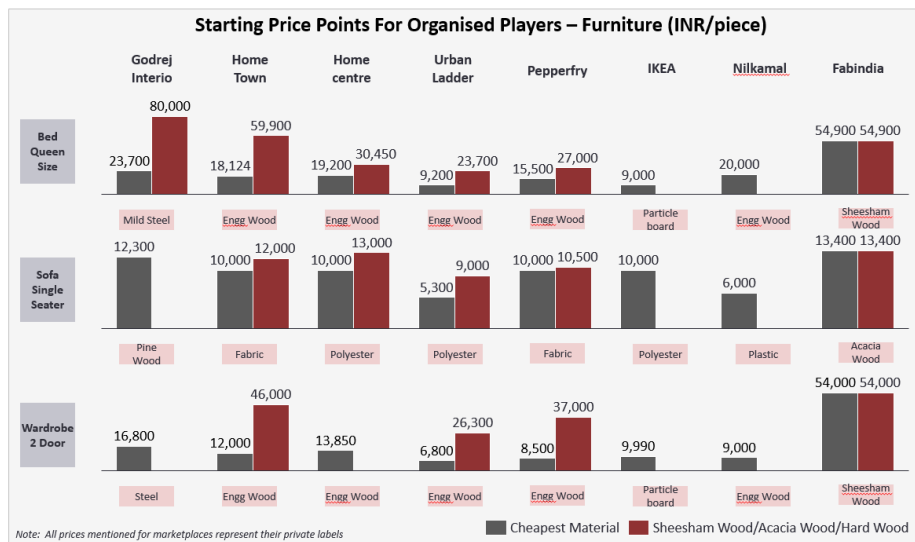 Starting Price Points For Organised Players – Furniture (INR/piece)
Godrej
Interio
Home
Town
Home
centre
Urban
Ladder
Pepperfry
IKEA
Nilkamal
Fabindia
Bed
Queen
Size
23,700
80,000
18,124
59,900
19,200
30,450
9,200
23,700
15,500
27,000
9,000
20,000
54,900
54,900
Mild Steel
Engg Wood
Engg Wood
Engg Wood
Engg Wood
Particle
board
Engg Wood
Sheesham
Wood
Sofa
Single
Seater
12,300
10,000
12,000
10,000
13,000
5,300
9,000
10,000
10,500
10,000
6,000
13,400
13,400
Pine
Wood
Fabric
Polyester
Polyester
Fabric
Polyester
Plastic
Acacia
Wood
Wardrobe
2 Door
16,800
12,000
46,000
13,850
6,800
26,300
8,500
37,000
9,990
9,000
54,000
54,000
Steel
Engg Wood
Engg Wood
Engg Wood
Engg Wood
Particle
board
Engg Wood
Sheesham
Wood
Note: All prices mentioned for marketplaces represent their private labels
Cheapest Material
Sheesham Wood/Acacia Wood/Hard Wood